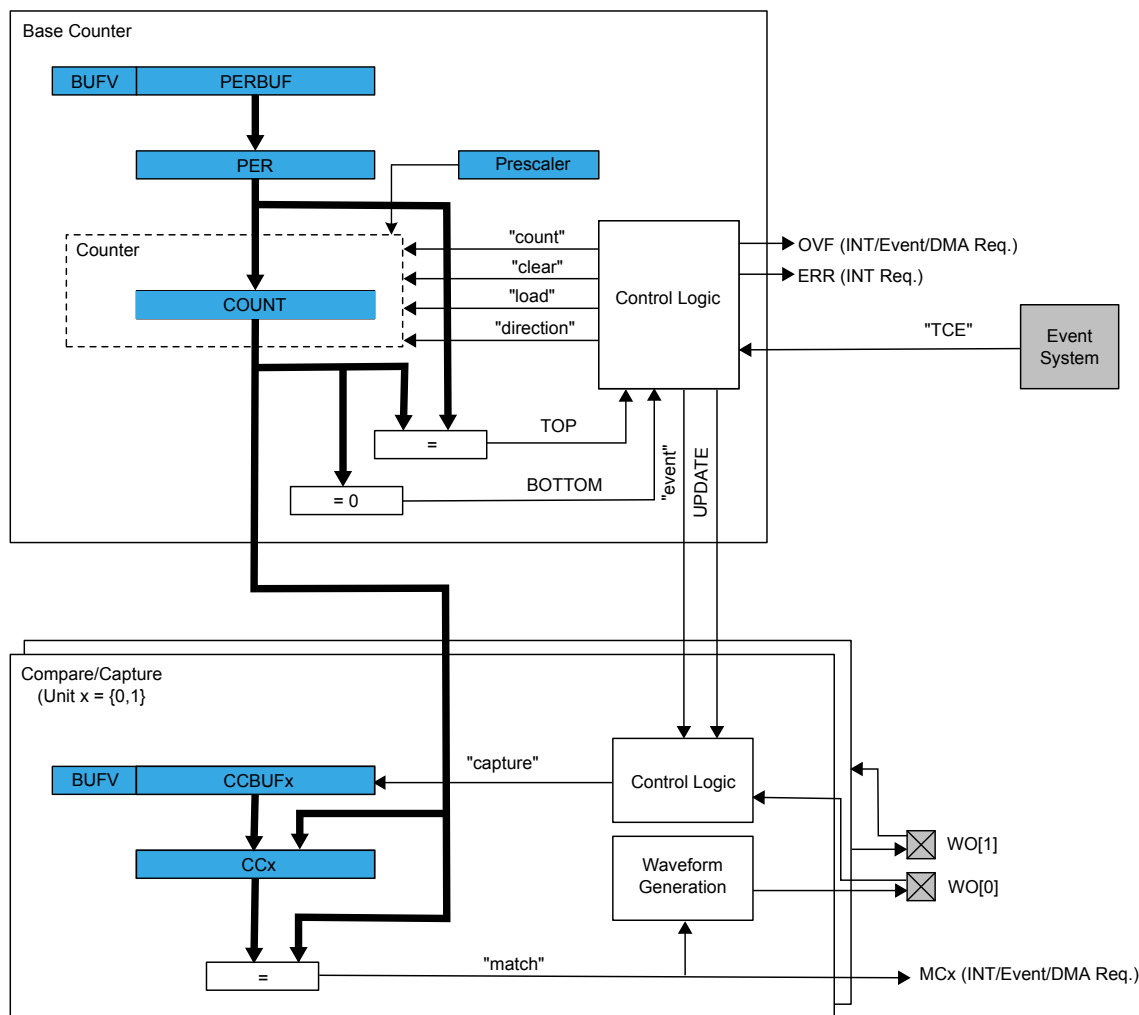 Base Counter
BUFV
PERBUF
PER
Prescaler
Counter
"count"
"clear"
"load"
"direction"
COUNT
Control Logic
OVF (INT/Event/DMA Req.)
ERR (INT Req.)
"TCE"
Event
System
=
TOP
= 0
BOTTOM
"event"
UPDATE
Compare/Capture
(Unit x = {0,1}
BUFV
CCBUFx
"capture"
Control Logic
CCx
Waveform
Generation
WO[1]
WO[0]
=
"match"
MCx (INT/Event/DMA Req.)